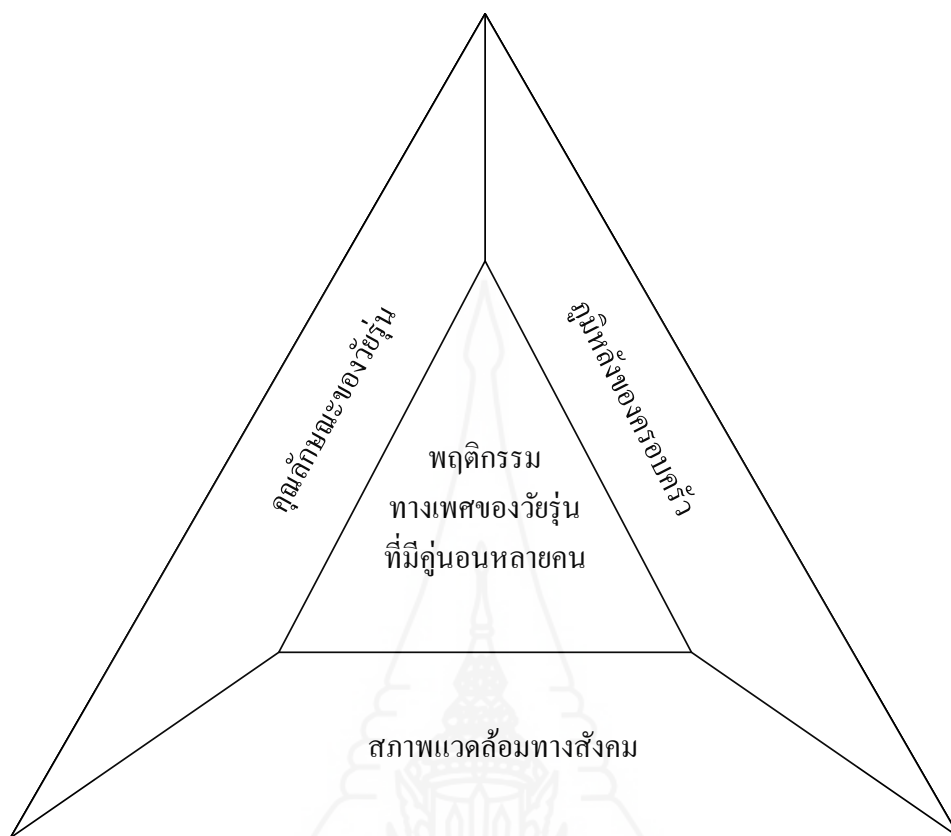 คุณลักษณะของวัยรุ่น
ภูมิหลังของครอบครัว
พฤติกรรม
ทางเพศของวัยรุ่น
ที่มีคู่นอนหลายคน
สภาพแวดล้อมทางสังคม